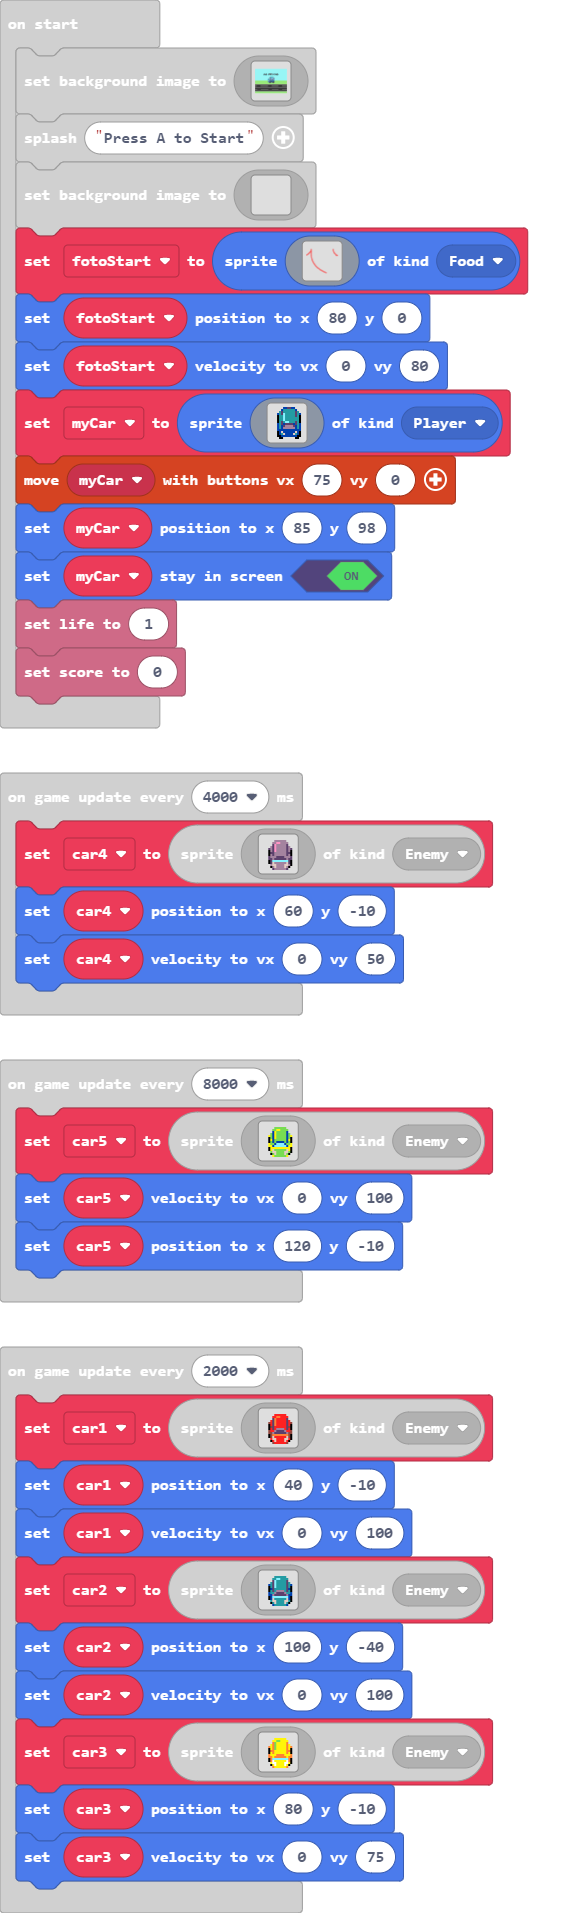 on start
set background image to
splash "Press A to Start"
set background image to
set fotoStart to sprite of kind Food
set fotoStart position to x 80 y 0
set fotoStart velocity to vx 0 vy 80
set myCar to sprite of kind Player
move myCar with buttons vx 75 vy 0
set myCar position to x 85 y 98
set myCar stay in screen ON
set life to 1
set score to 0
on game update every 4000 ms
set car4 to sprite of kind Enemy
set car4 position to x 60 y -10
set car4 velocity to vx 0 vy 50
on game update every 8000 ms
set car5 to sprite of kind Enemy
set car5 velocity to vx 0 vy 100
set car5 position to x 120 y -10
on game update every 2000 ms
set car1 to sprite of kind Enemy
set car1 position to x 40 y -10
set car1 velocity to vx 0 vy 100
set car2 to sprite of kind Enemy
set car2 position to x 100 y -40
set car2 velocity to vx 0 vy 100
set car3 to sprite of kind Enemy
set car3 position to x 80 y -10
set car3 velocity to vx 0 vy 75